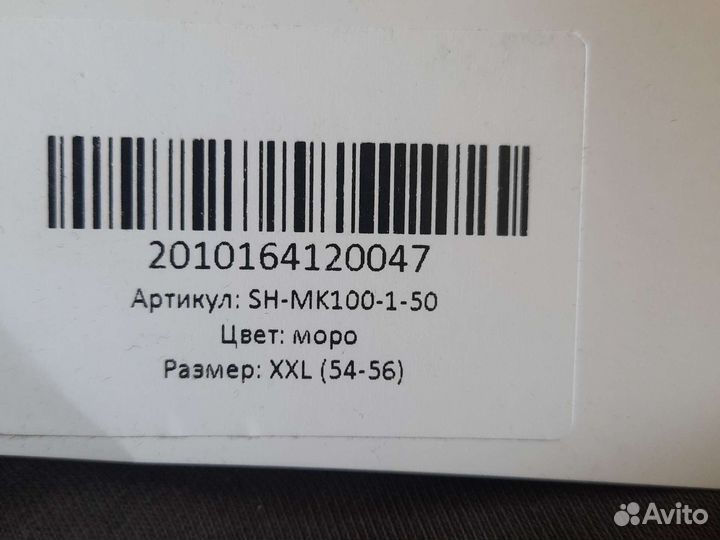 2010164120047
Артикул: SH-MK100-1-50
Цвет: моро
Размер: XXL (54-56)
Avito